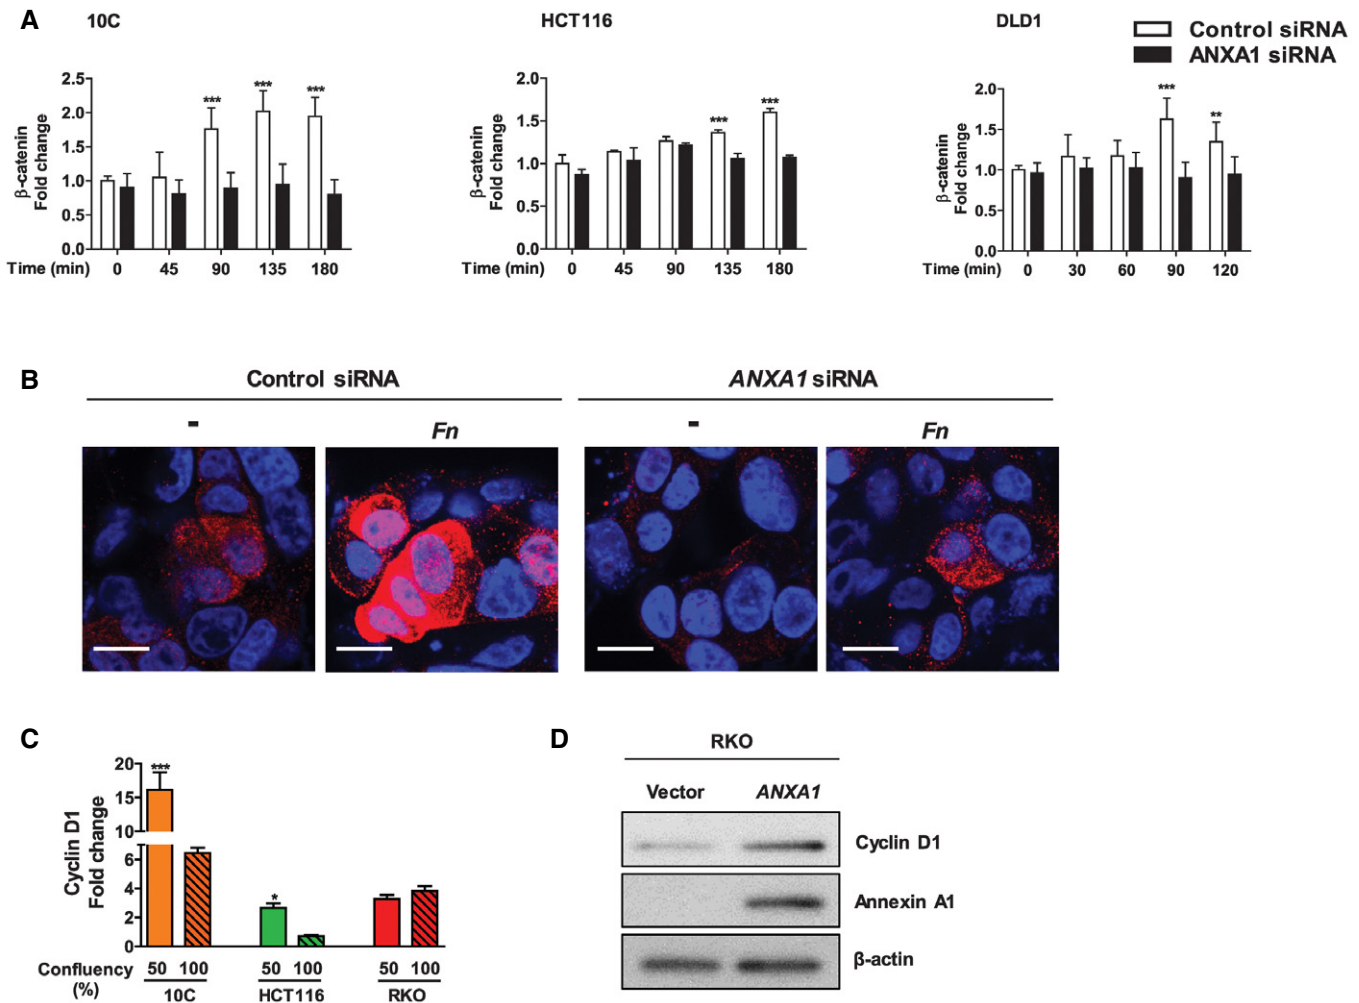 A
10C
HCT116
DLD1
Control siRNA
ANXA1 siRNA
β-catenin
Fold change
2.5
2.0
1.5
1.0
0.5
0.0
***
***
***
Time (min) 0 45 90 135 180
β-catenin
Fold change
2.0
1.5
1.0
0.5
0.0
***
***
Time (min) 0 45 90 135 180
β-catenin
Fold change
2.0
1.5
1.0
0.5
0.0
***
**
Time (min) 0 30 60 90 120
B
Control siRNA
ANXA1 siRNA
- Fn - Fn
C
Cyclin D1
Fold change
20
15
10
6
4
2
0
***
*
Confluency (%)
50 100 50 100 50 100
10C HCT116 RKO
D
RKO
Vector ANXA1
Cyclin D1
Annexin A1
β-actin